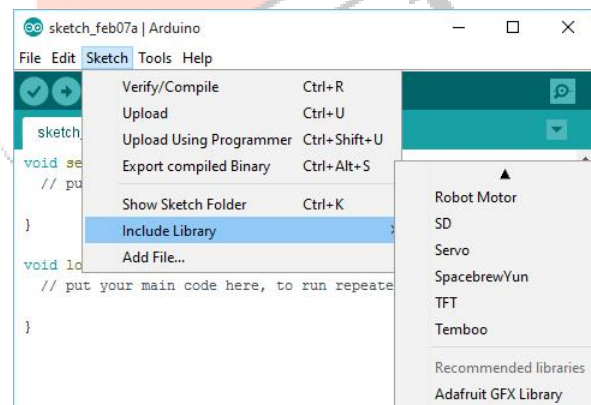 sketch_feb07a | Arduino
File Edit Sketch Tools Help
Verify/Compile Ctrl+R
Upload Ctrl+U
Upload Using Programmer Ctrl+Shift+U
Export compiled Binary Ctrl+Alt+S
Show Sketch Folder Ctrl+K
Include Library
Add File...
sketch_
void se
// pu
}
void lo
// put your main code here, to run repeate
}
Robot Motor
SD
Servo
SpacebrewYun
TFT
Temboo
Recommended libraries
Adafruit GFX Library